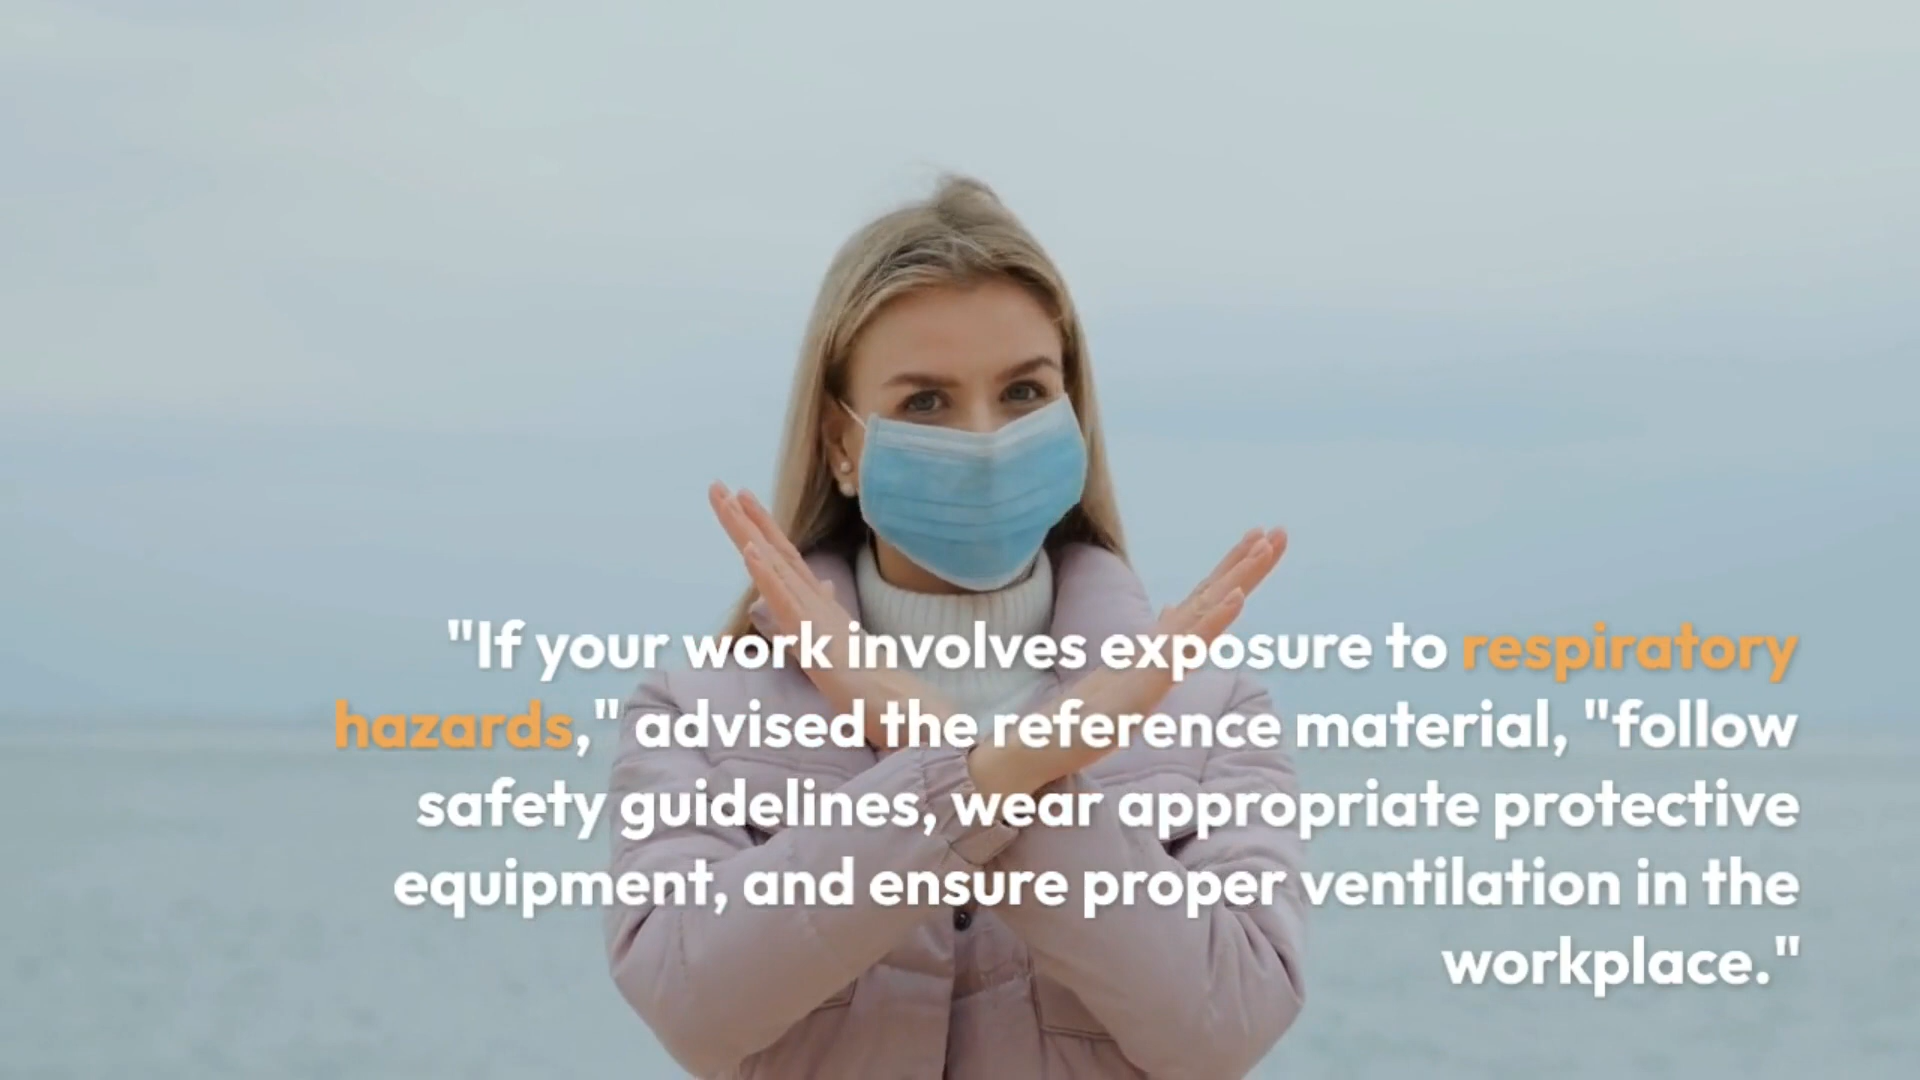 "If your work involves exposure to respiratory
hazards," advised the reference material, "follow
safety guidelines, wear appropriate protective
equipment, and ensure proper ventilation in the
workplace."